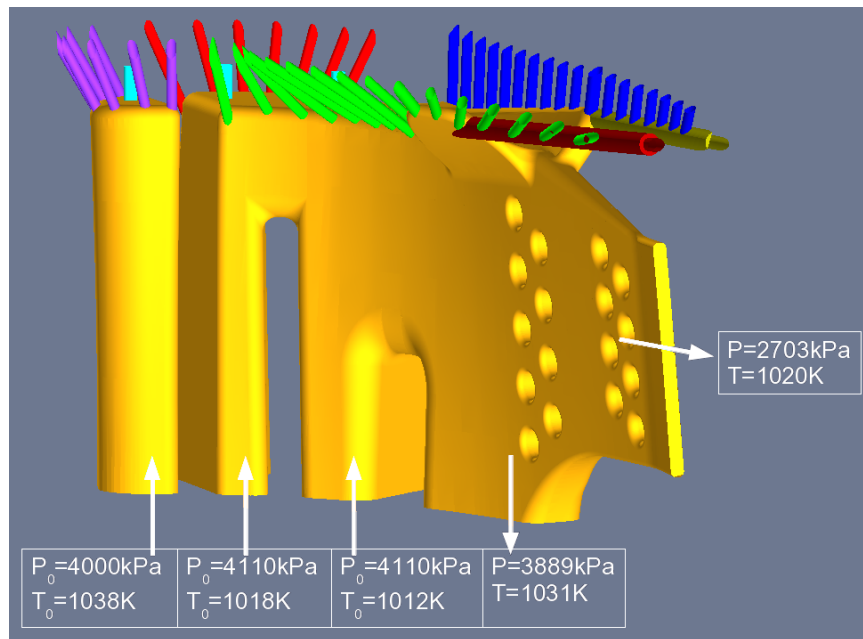 P=2703kPa
T=1020K
P₀=4000kPa
T₀=1038K
P₀=4110kPa
T₀=1018K
P₀=4110kPa
T₀=1012K
P=3889kPa
T=1031K